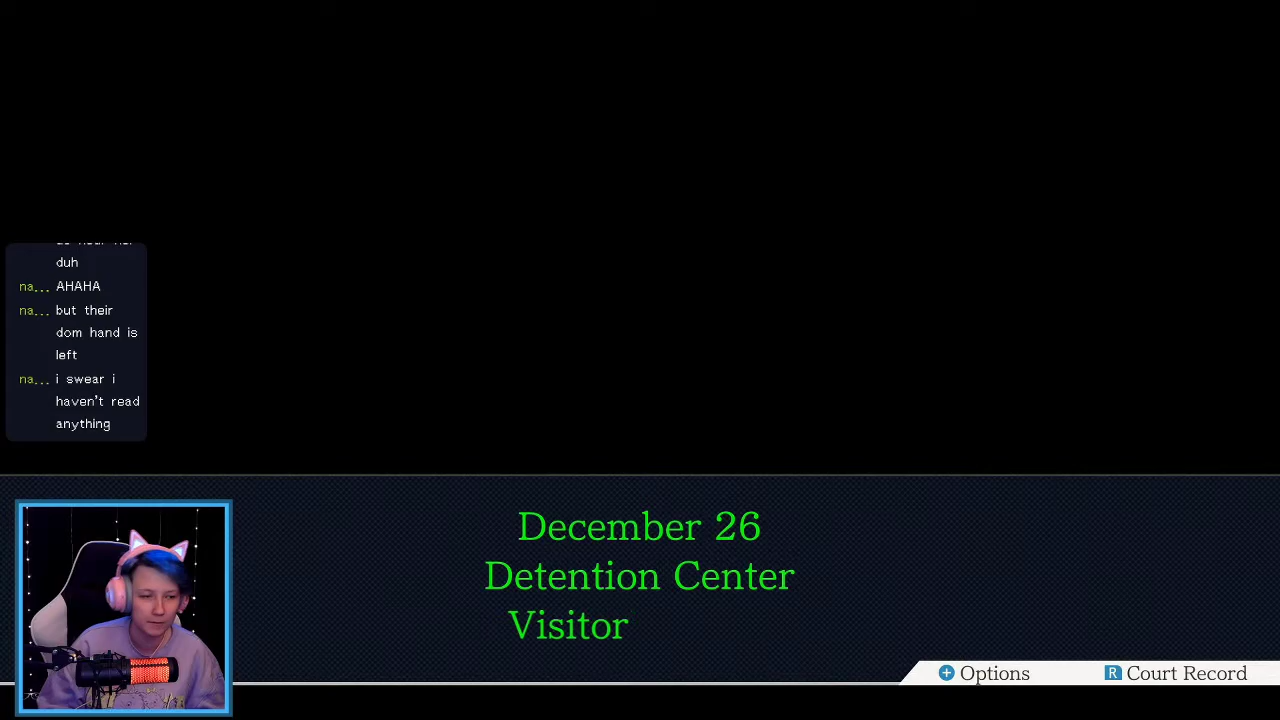 duh
na... AHAHA
na... but their
dom hand is
left
na... i swear i
haven't read
anything
December 26
Detention Center
Visitor
+ Options
R Court Record